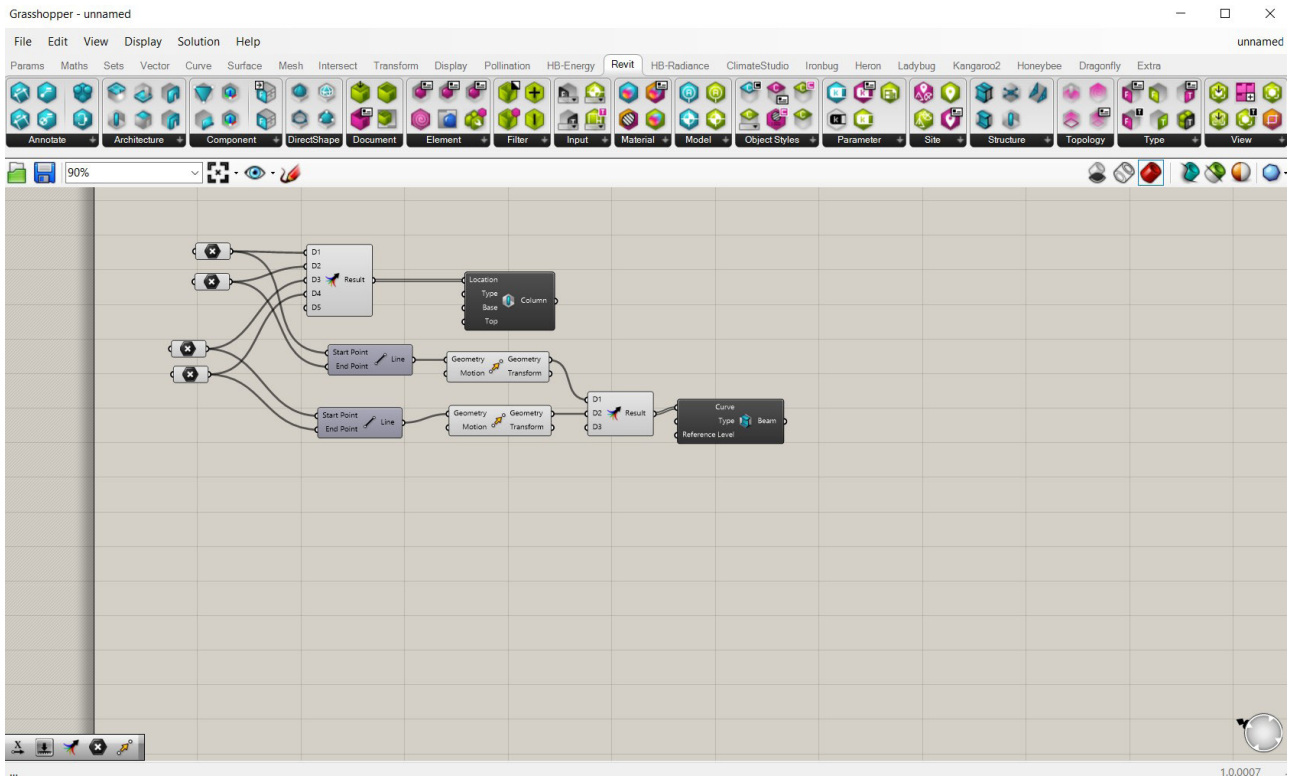 Grasshopper - unnamed
File Edit View Display Solution Help unnamed
Params Maths Sets Vector Curve Surface Mesh Intersect Transform Display Pollination HB-Energy Revit HB-Radiance ClimateStudio Ironbug Heron Ladybug Kangaroo2 Honeybee Dragonfly Extra
Annotate Architecture Component DirectShape Document Element Filter Input Material Model Object Styles Parameter Site Structure Topology Type View
90%
D1
D2
D3 Result
D4
D5
Location
Type
Base Column
Top
Start Point
End Point Line
Geometry Geometry
Motion Transform
Start Point
End Point Line
Geometry Geometry
Motion Transform
D1
D2 Result
D3
Curve
Type Beam
Reference Level
X
...
1.0.0007